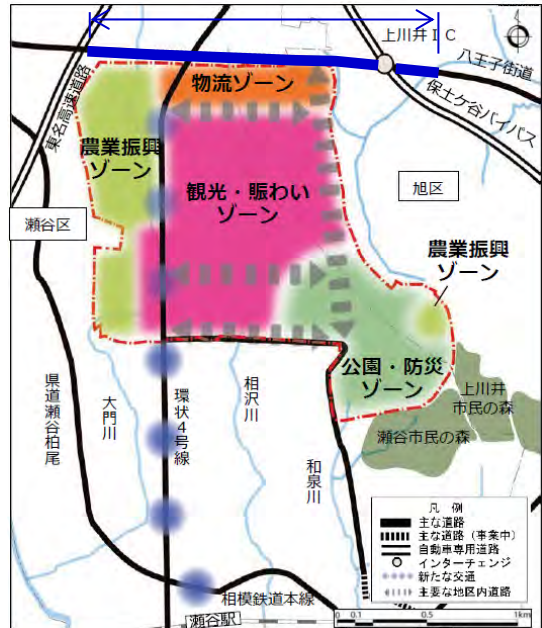 上川井ＩＣ
4
八王子街道
東名高速道路
保土ケ谷バイパス
物流ゾーン
農業振興
ゾーン
観光・賑わい
ゾーン
旭区
瀬谷区
農業振興
ゾーン
公園・防災
ゾーン
上川井
市民の森
瀬谷市民の森
県道瀬谷柏尾
大門川
環状４号線
相沢川
和泉川
相模鉄道本線
瀬谷駅
凡 例
主な道路
主な道路（事業中）
自動車専用道路
インターチェンジ
新たな交通
主要な地区内道路
0 0.1 0.5 1km